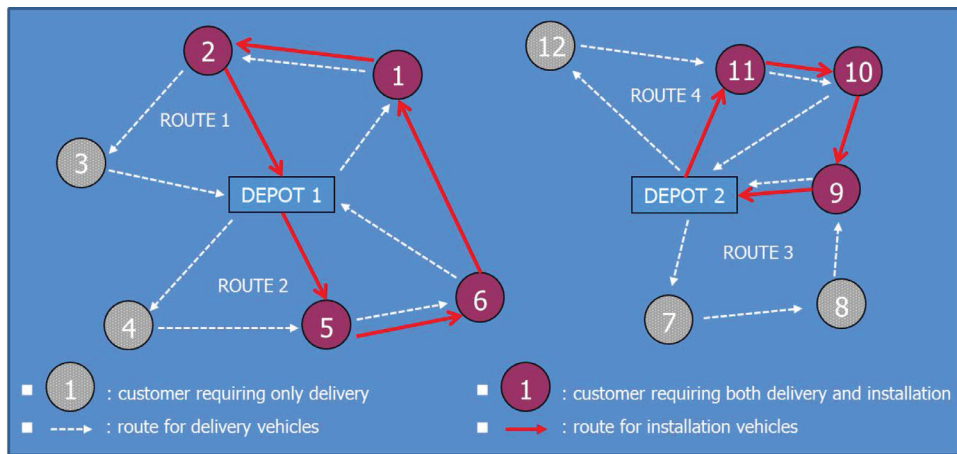 12
2
11
10
1
ROUTE 4
ROUTE 1
3
DEPOT 1
DEPOT 2
9
ROUTE 3
ROUTE 2
6
8
4
5
7
1 : customer requiring only delivery
1 : customer requiring both delivery and installation
: route for delivery vehicles
: route for installation vehicles